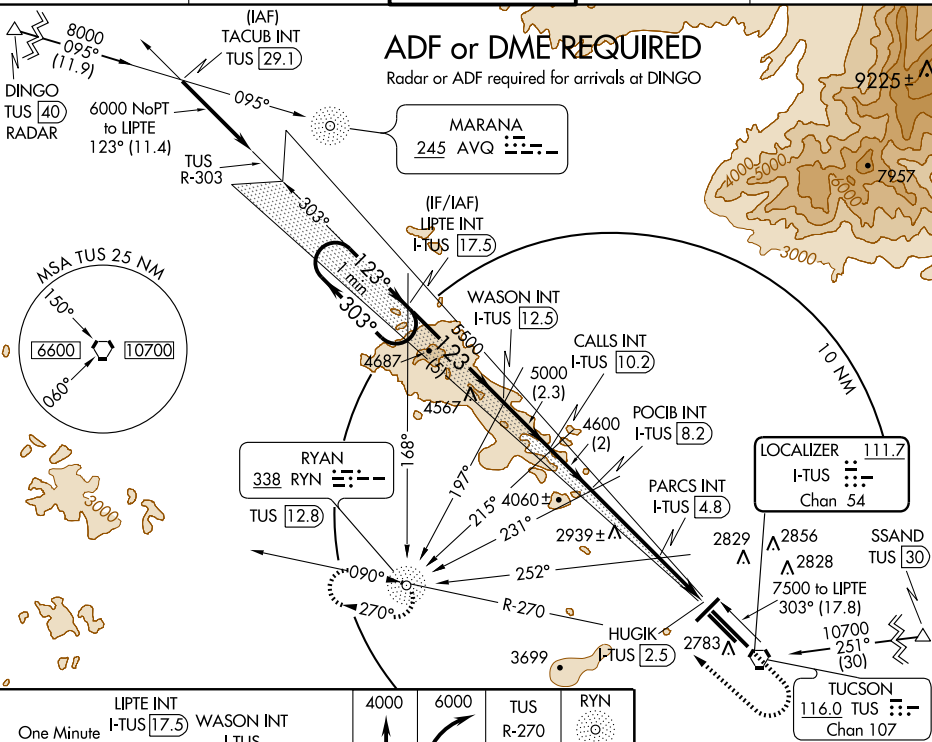 ADF or DME REQUIRED
Radar or ADF required for arrivals at DINGO
(IAF)
TACUB INT
TUS 29.1
8000
095°
(11.9)
DINGO
TUS 40
RADAR
6000 NoPT
to LIPTE
123° (11.4)
095°
TUS
R-303
MARANA
245 AVQ
9225±
7957
4000
5000
6000
3000
303°
(IF/IAF)
LIPTE INT
I-TUS 17.5
MSA TUS 25 NM
150°
6600
10700
060°
123°
1 min
303°
WASON INT
I-TUS 12.5
5500
123
(5)
4687
4567
CALLS INT
I-TUS 10.2
5000
(2.3)
10 NM
4600
(2)
POCIB INT
I-TUS 8.2
LOCALIZER 111.7
I-TUS
Chan 54
RYAN
338 RYN
TUS 12.8
168°
197°
215°
231°
4060±
PARCS INT
I-TUS 4.8
2939±
3000
2829
2856
2828
SSAND
TUS 30
252°
090°
270°
R-270
7500 to LIPTE
303° (17.8)
10700
251°
(30)
HUGIK
I-TUS 2.5
2783
3699
TUCSON
116.0 TUS
Chan 107
One Minute
LIPTE INT
I-TUS 17.5
WASON INT
I-TUS
4000
6000
TUS
R-270
RYN